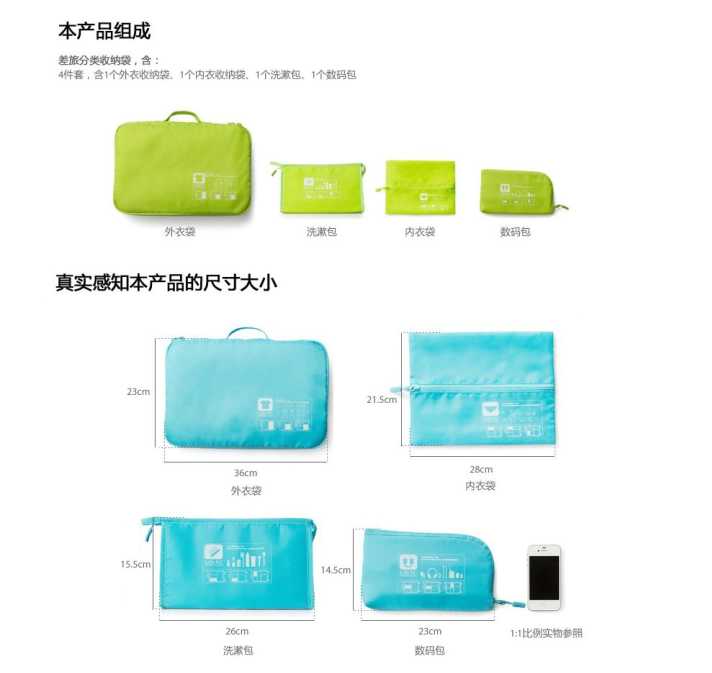 本产品组成
差旅分类收纳袋，含：
4件套，含1个外衣收纳袋、1个内衣收纳袋、1个洗漱包、1个数码包
外衣袋
洗漱包
内衣袋
数码包
真实感知本产品的尺寸大小
23cm
36cm
外衣袋
21.5cm
28cm
内衣袋
15.5cm
26cm
洗漱包
14.5cm
23cm
数码包
1:1比例实物参照